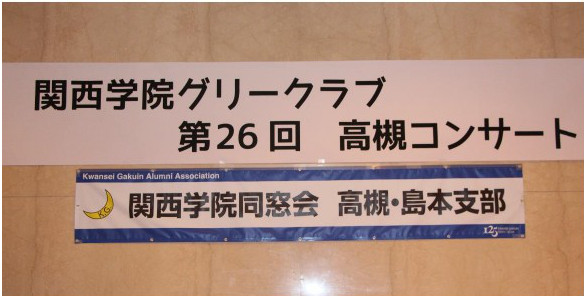 関西学院グリークラブ
第26回 高槻コンサート
Kwansei Gakuin Alumni Association
K.G.
関西学院同窓会 高槻・島本支部
125